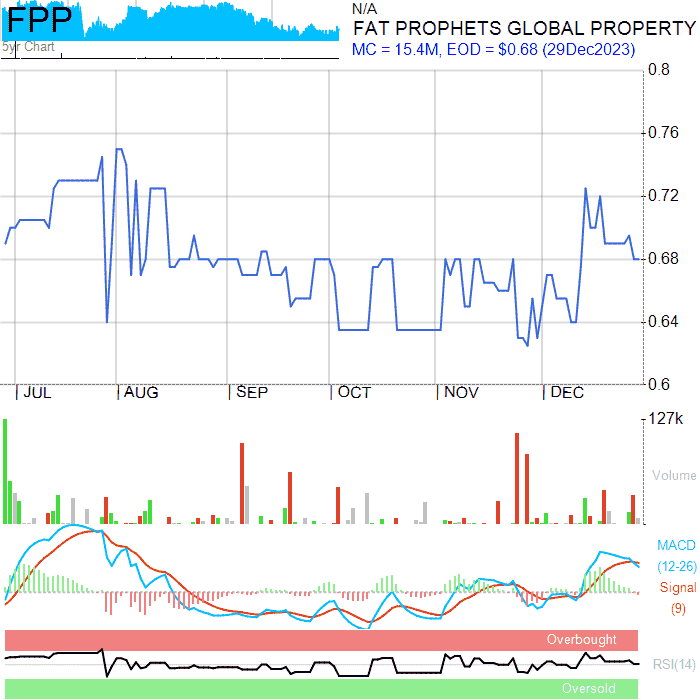 FPP
5yr Chart
N/A
FAT PROPHETS GLOBAL PROPERTY
MC = 15.4M, EOD = $0.68 (29Dec2023)
0.8
0.76
0.72
0.68
0.64
0.6
JUL AUG SEP OCT NOV DEC
127k
Volume
MACD
(12-26)
Signal
(9)
Overbought
RSI(14)
Oversold